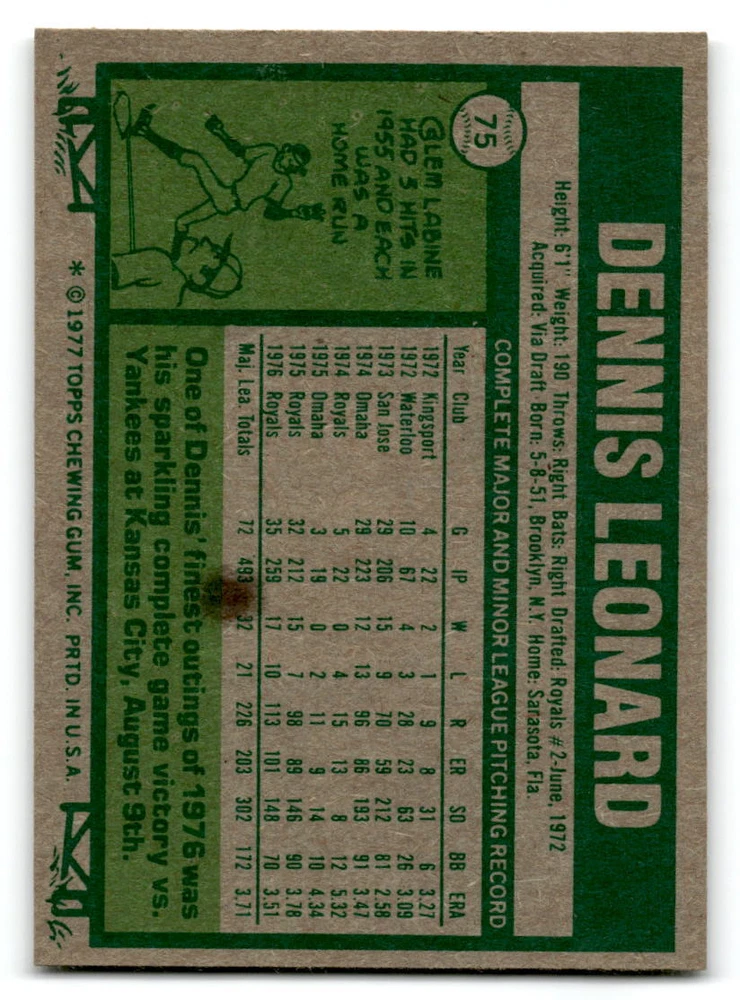 75
DENNIS LEONARD
Height: 6'1" Weight: 190 Throws: Right Bats: Right Drafted: Royals #2-June, 1972
Acquired: Via Draft Born: 5-8-51, Brooklyn, N.Y. Home: Sarasota, Fla.
COMPLETE MAJOR AND MINOR LEAGUE PITCHING RECORD
Year Club G IP W L R ER SO BB ERA
1972 Kingsport 4 22 2 1 9 8 31 6 3.27
1972 Waterloo 10 67 4 3 28 23 63 26 3.09
1973 San Jose 29 206 15 9 70 59 212 81 2.58
1974 Omaha 29 223 12 13 96 86 193 91 3.47
1974 Royals 5 22 0 4 15 13 8 12 5.32
1975 Omaha 3 19 0 2 11 9 14 10 4.34
1975 Royals 32 212 15 7 98 89 146 90 3.78
1976 Royals 35 259 17 10 113 101 148 70 3.51
Maj. Lea. Totals 72 493 32 21 226 203 302 172 3.71
CLEM LABINE
HAD 3 HITS IN
1955 AND EACH
WAS A
HOME RUN
One of Dennis' finest outings of 1976 was
his sparkling complete game victory vs.
Yankees at Kansas City, August 9th.
* © 1977 TOPPS CHEWING GUM, INC. PRTD. IN U.S.A.